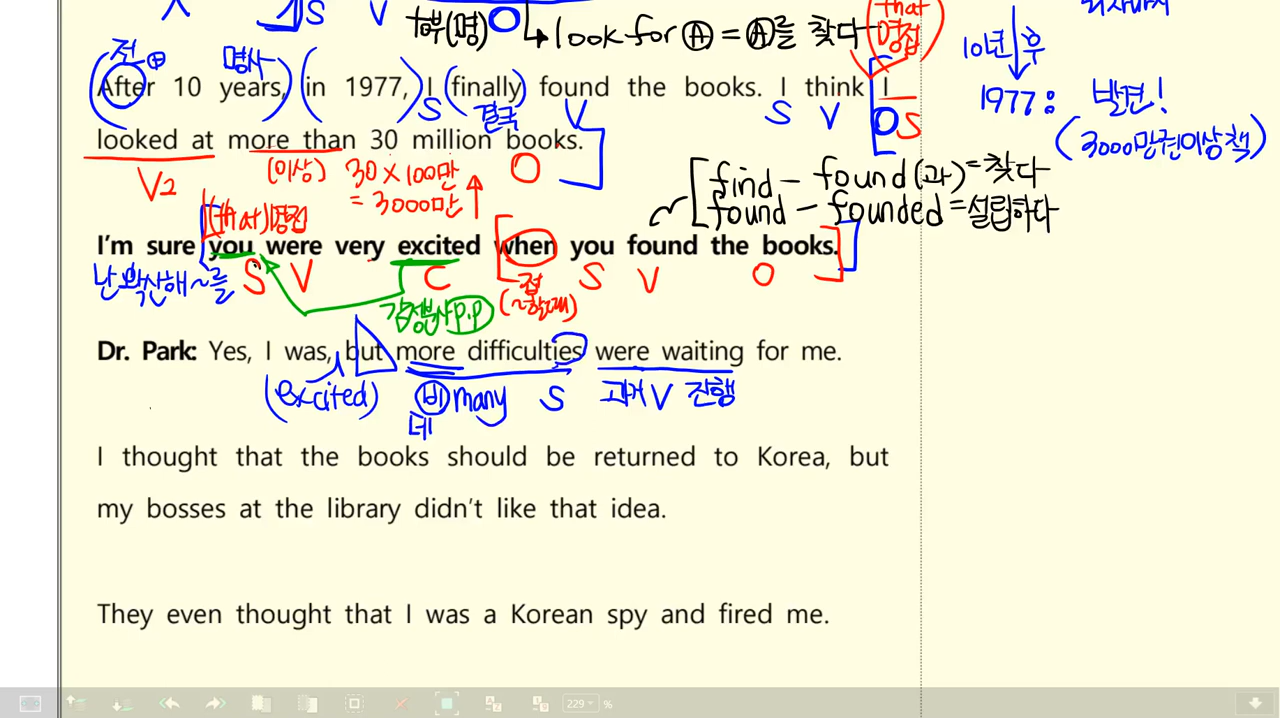 that
X S V 목부(명) O look for Ⓐ = Ⓐ를 찾다 명접
전 명사 10년 후
After 10 years, in 1977, I finally found the books. I think I
S 결국 V S V O S 1977 : 발견!
looked at more than 30 million books. (3000만권이상책)
V2 (이상) 30 × 100만 O
= 3000만
find - found(과) = 찾다
found - founded = 설립하다
(that)명접
I'm sure you were very excited when you found the books.
난 확신해 ~를 S V C 접 S V O
감정분사 p.p (~할때)
Dr. Park: Yes, I was, but more difficulties were waiting for me.
(excited) 비 many S 과거 V 진행
I thought that the books should be returned to Korea, but
my bosses at the library didn't like that idea.
They even thought that I was a Korean spy and fired me.
229 %